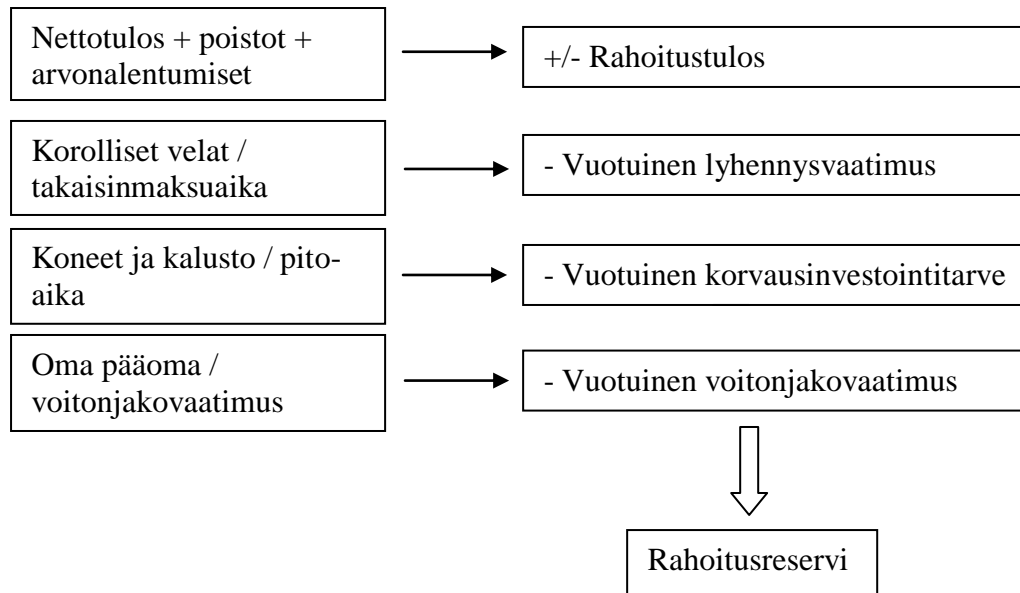 Nettotulos + poistot +
arvonalentumiset
+/- Rahoitustulos
Korolliset velat /
takaisinmaksuaika
- Vuotuinen lyhennysvaatimus
Koneet ja kalusto / pito-
aika
- Vuotuinen korvausinvestointitarve
Oma pääoma /
voitonjakovaatimus
- Vuotuinen voitonjakovaatimus
Rahoitusreservi